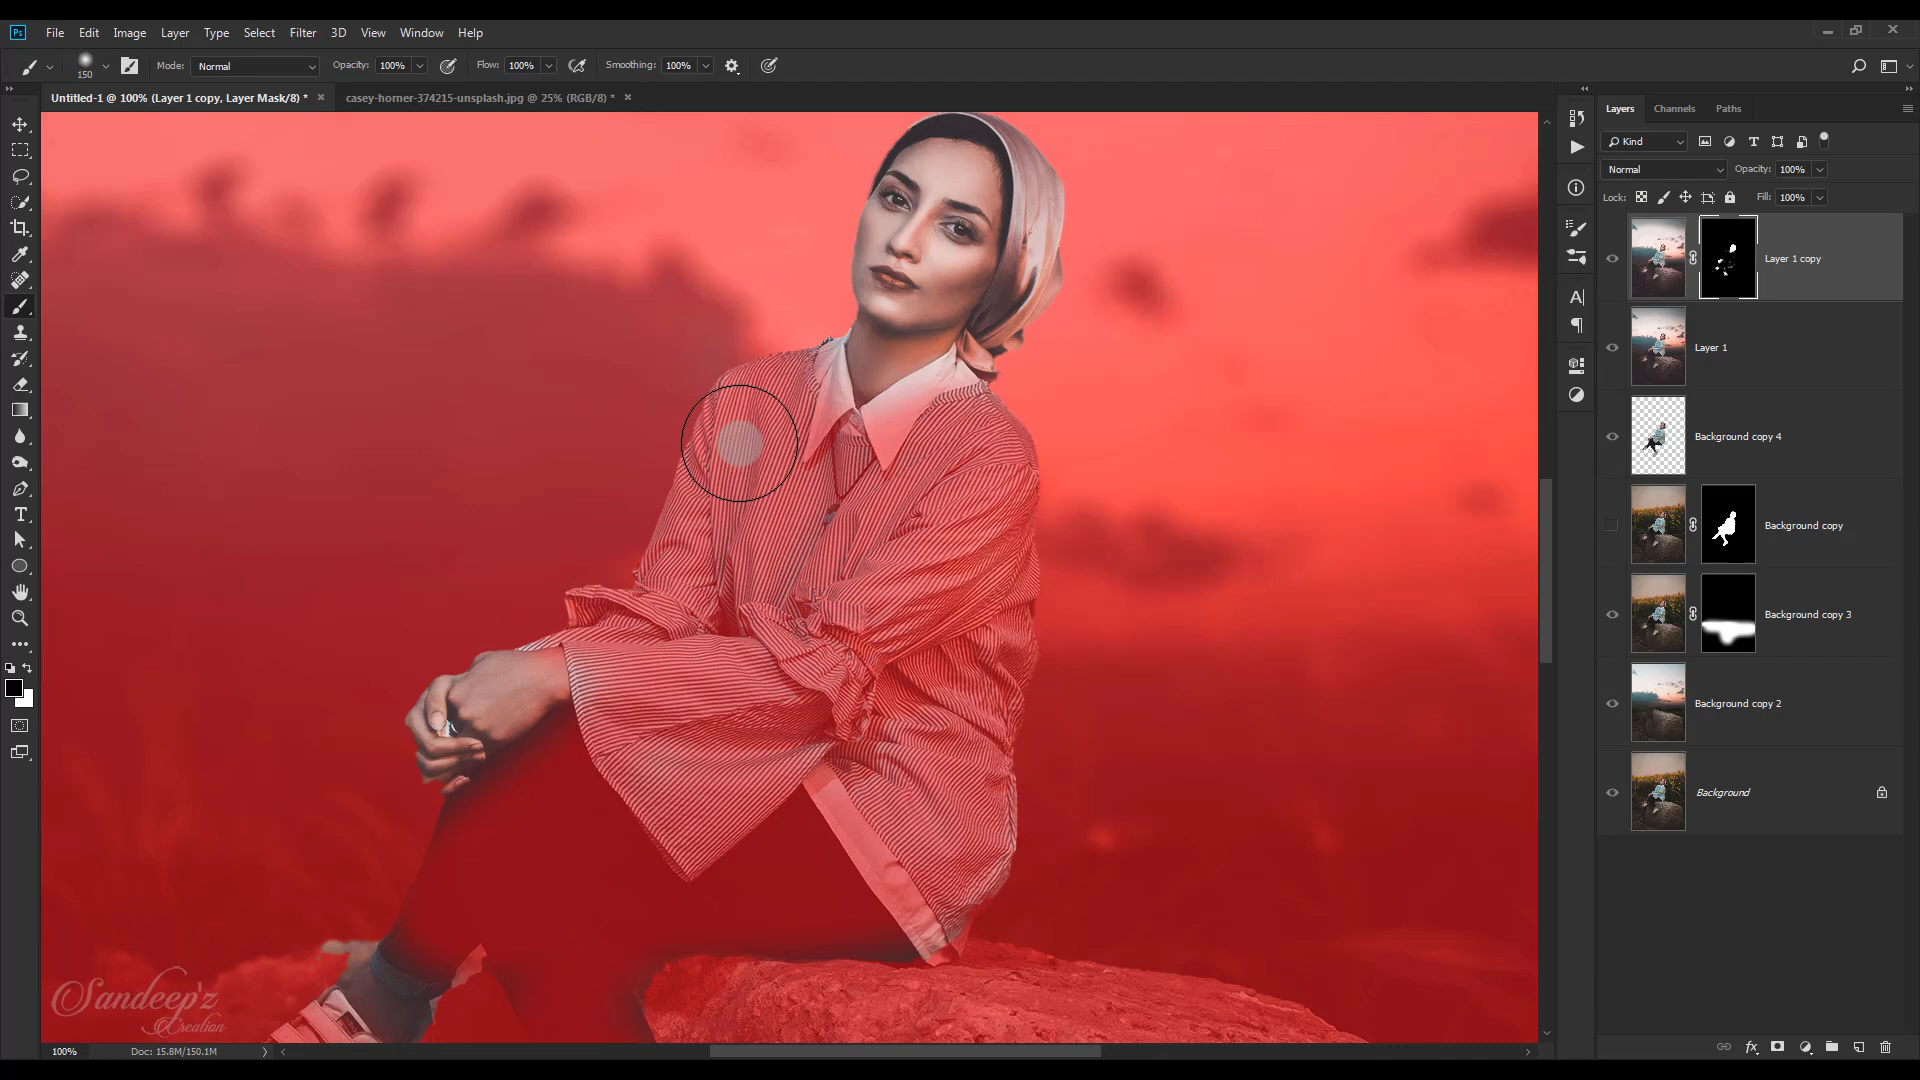 Ps File Edit Image Layer Type Select Filter 3D View Window Help
150 Mode: Normal Opacity: 100% Flow: 100% Smoothing: 100%
Untitled-1 @ 100% (Layer 1 copy, Layer Mask/8) * × casey-horner-374215-unsplash.jpg @ 25% (RGB/8) * ×
Layers Channels Paths
Kind
Normal Opacity: 100%
Lock: Fill: 100%
Layer 1 copy
Layer 1
Background copy 4
Background copy
Background copy 3
Background copy 2
Background
Sandeep'z
Creation
100% Doc: 15.8M/150.1M